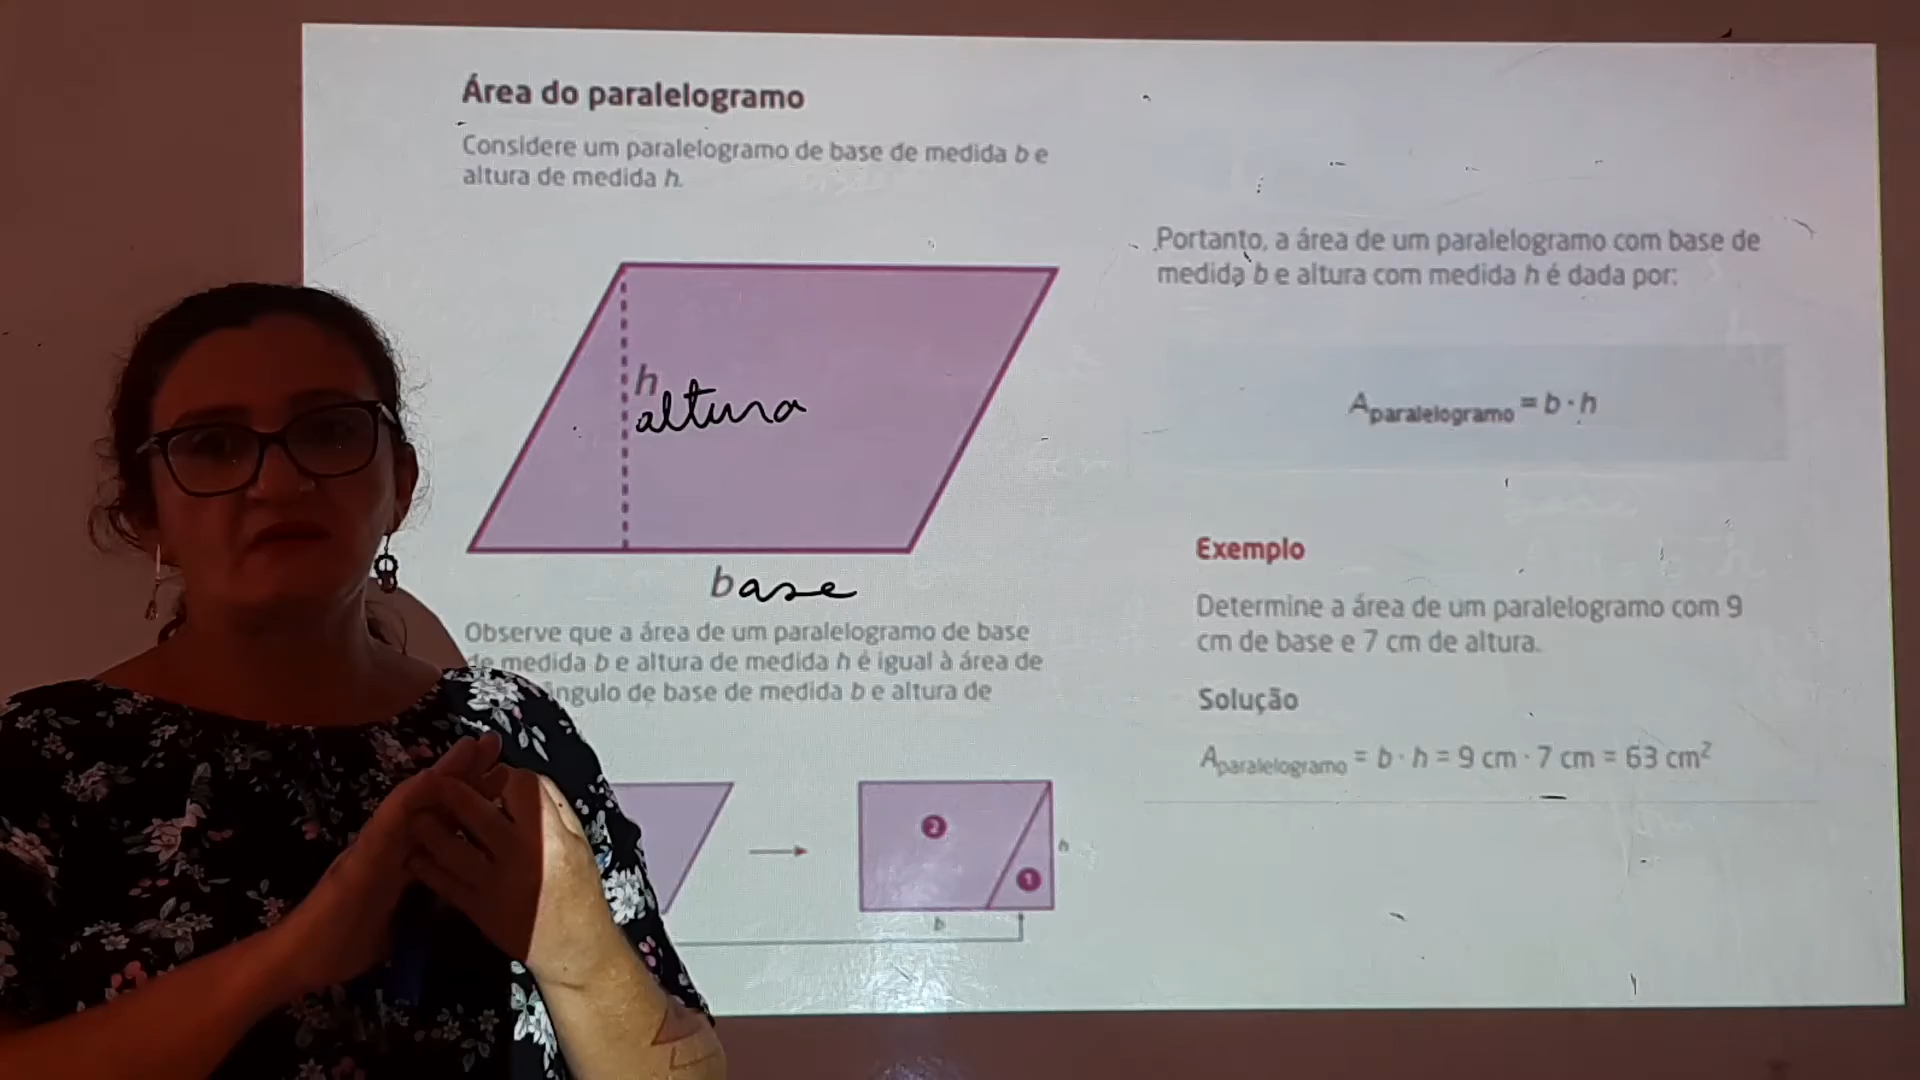 Área do paralelogramo
Considere um paralelogramo de base de medida b e
altura de medida h.
h
altura
base
Observe que a área de um paralelogramo de base
de medida b e altura de medida h é igual à área de
ângulo de base de medida b e altura de
2
1
h
b
Portanto, a área de um paralelogramo com base de
medida b e altura com medida h é dada por:
Aparalelogramo = b · h
Exemplo
Determine a área de um paralelogramo com 9
cm de base e 7 cm de altura.
Solução
Aparalelogramo = b · h = 9 cm · 7 cm = 63 cm²